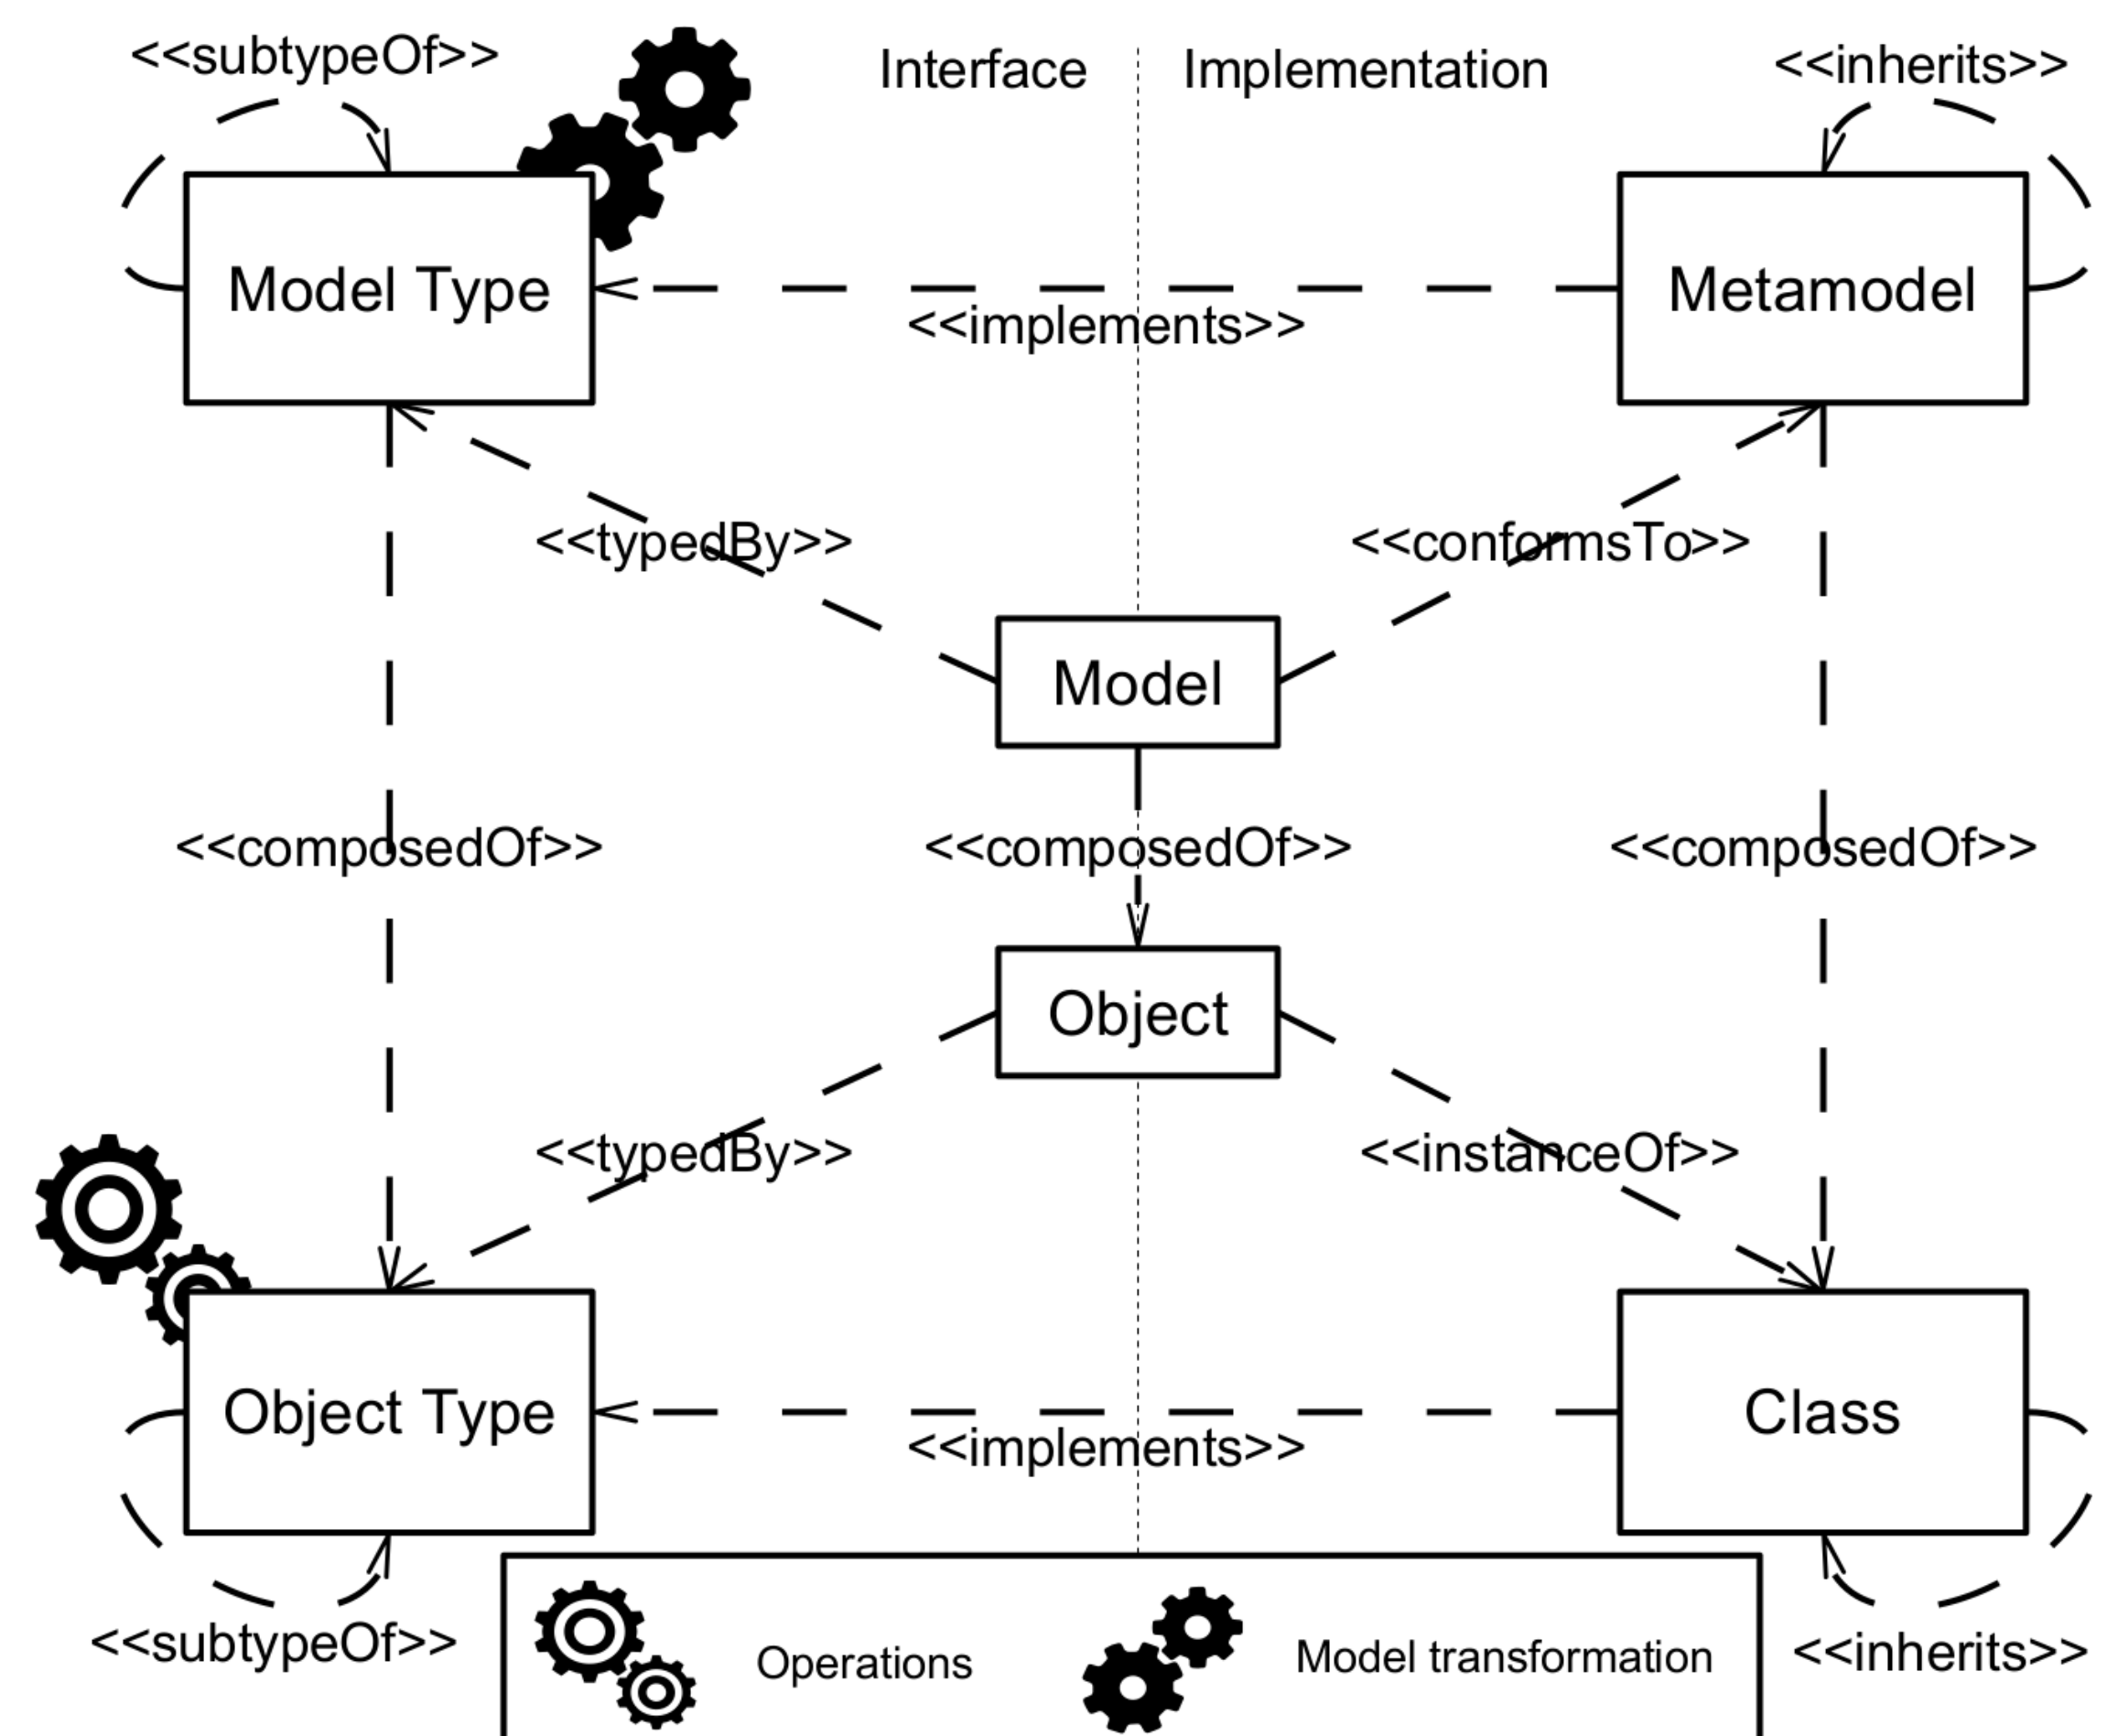 <<subtypeOf>>
Interface
Implementation
<<inherits>>
Model Type
Metamodel
<<implements>>
<<typedBy>>
<<conformsTo>>
Model
<<composedOf>>
<<composedOf>>
<<composedOf>>
Object
<<typedBy>>
<<instanceOf>>
Object Type
Class
<<implements>>
<<subtypeOf>>
Operations
Model transformation
<<inherits>>